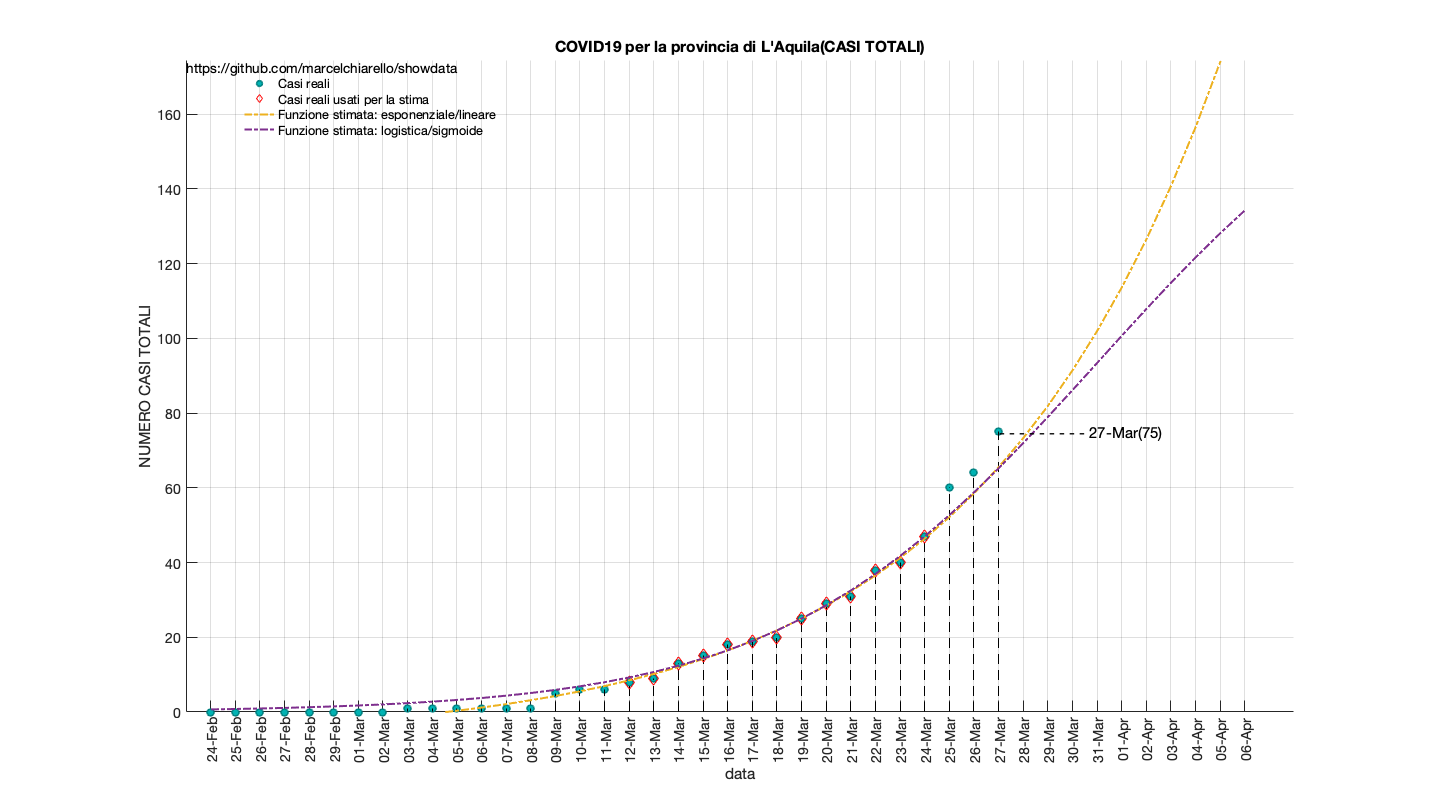 COVID19 per la provincia di L'Aquila(CASI TOTALI)
https://github.com/marcelchiarello/showdata
Casi reali
Casi reali usati per la stima
Funzione stimata: esponenziale/lineare
Funzione stimata: logistica/sigmoide
NUMERO CASI TOTALI
160
140
120
100
80
60
40
20
0
27-Mar(75)
24-Feb
25-Feb
26-Feb
27-Feb
28-Feb
29-Feb
01-Mar
02-Mar
03-Mar
04-Mar
05-Mar
06-Mar
07-Mar
08-Mar
09-Mar
10-Mar
11-Mar
12-Mar
13-Mar
14-Mar
15-Mar
16-Mar
17-Mar
18-Mar
19-Mar
20-Mar
21-Mar
22-Mar
23-Mar
24-Mar
25-Mar
26-Mar
27-Mar
28-Mar
29-Mar
30-Mar
31-Mar
01-Apr
02-Apr
03-Apr
04-Apr
05-Apr
06-Apr
data